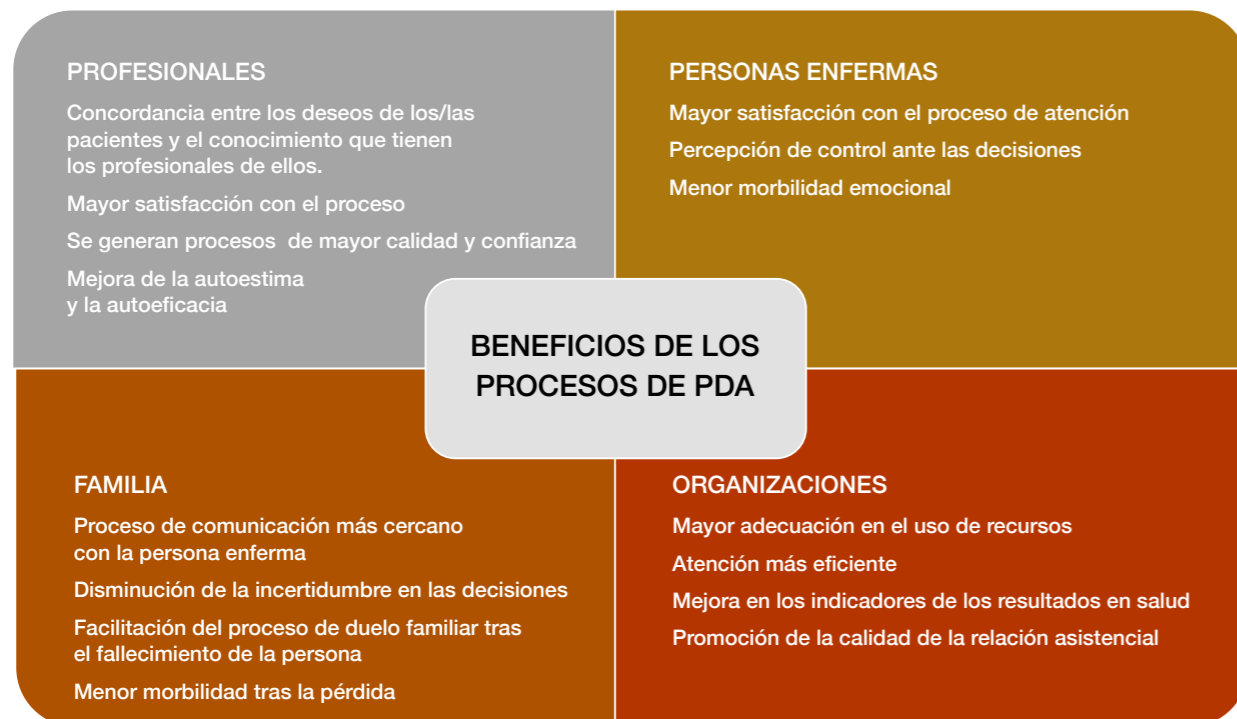 PROFESIONALES
Concordancia entre los deseos de los/las
pacientes y el conocimiento que tienen
los profesionales de ellos.
Mayor satisfacción con el proceso
Se generan procesos de mayor calidad y confianza
Mejora de la autoestima
y la autoeficacia
PERSONAS ENFERMAS
Mayor satisfacción con el proceso de atención
Percepción de control ante las decisiones
Menor morbilidad emocional
BENEFICIOS DE LOS
PROCESOS DE PDA
FAMILIA
Proceso de comunicación más cercano
con la persona enferma
Disminución de la incertidumbre en las decisiones
Facilitación del proceso de duelo familiar tras
el fallecimiento de la persona
Menor morbilidad tras la pérdida
ORGANIZACIONES
Mayor adecuación en el uso de recursos
Atención más eficiente
Mejora en los indicadores de los resultados en salud
Promoción de la calidad de la relación asistencial